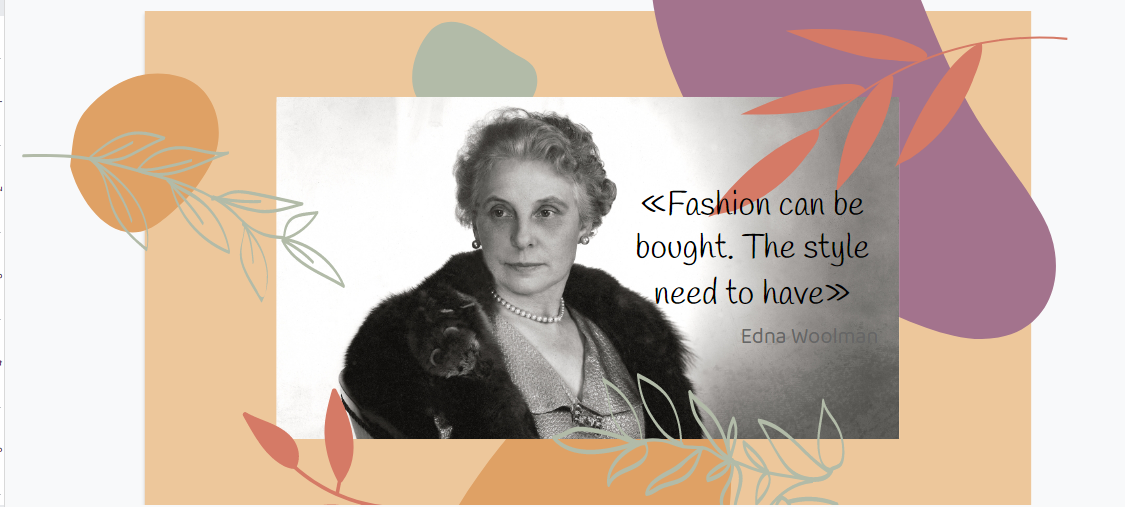 «Fashion can be
bought. The style
need to have»
Edna Woolman